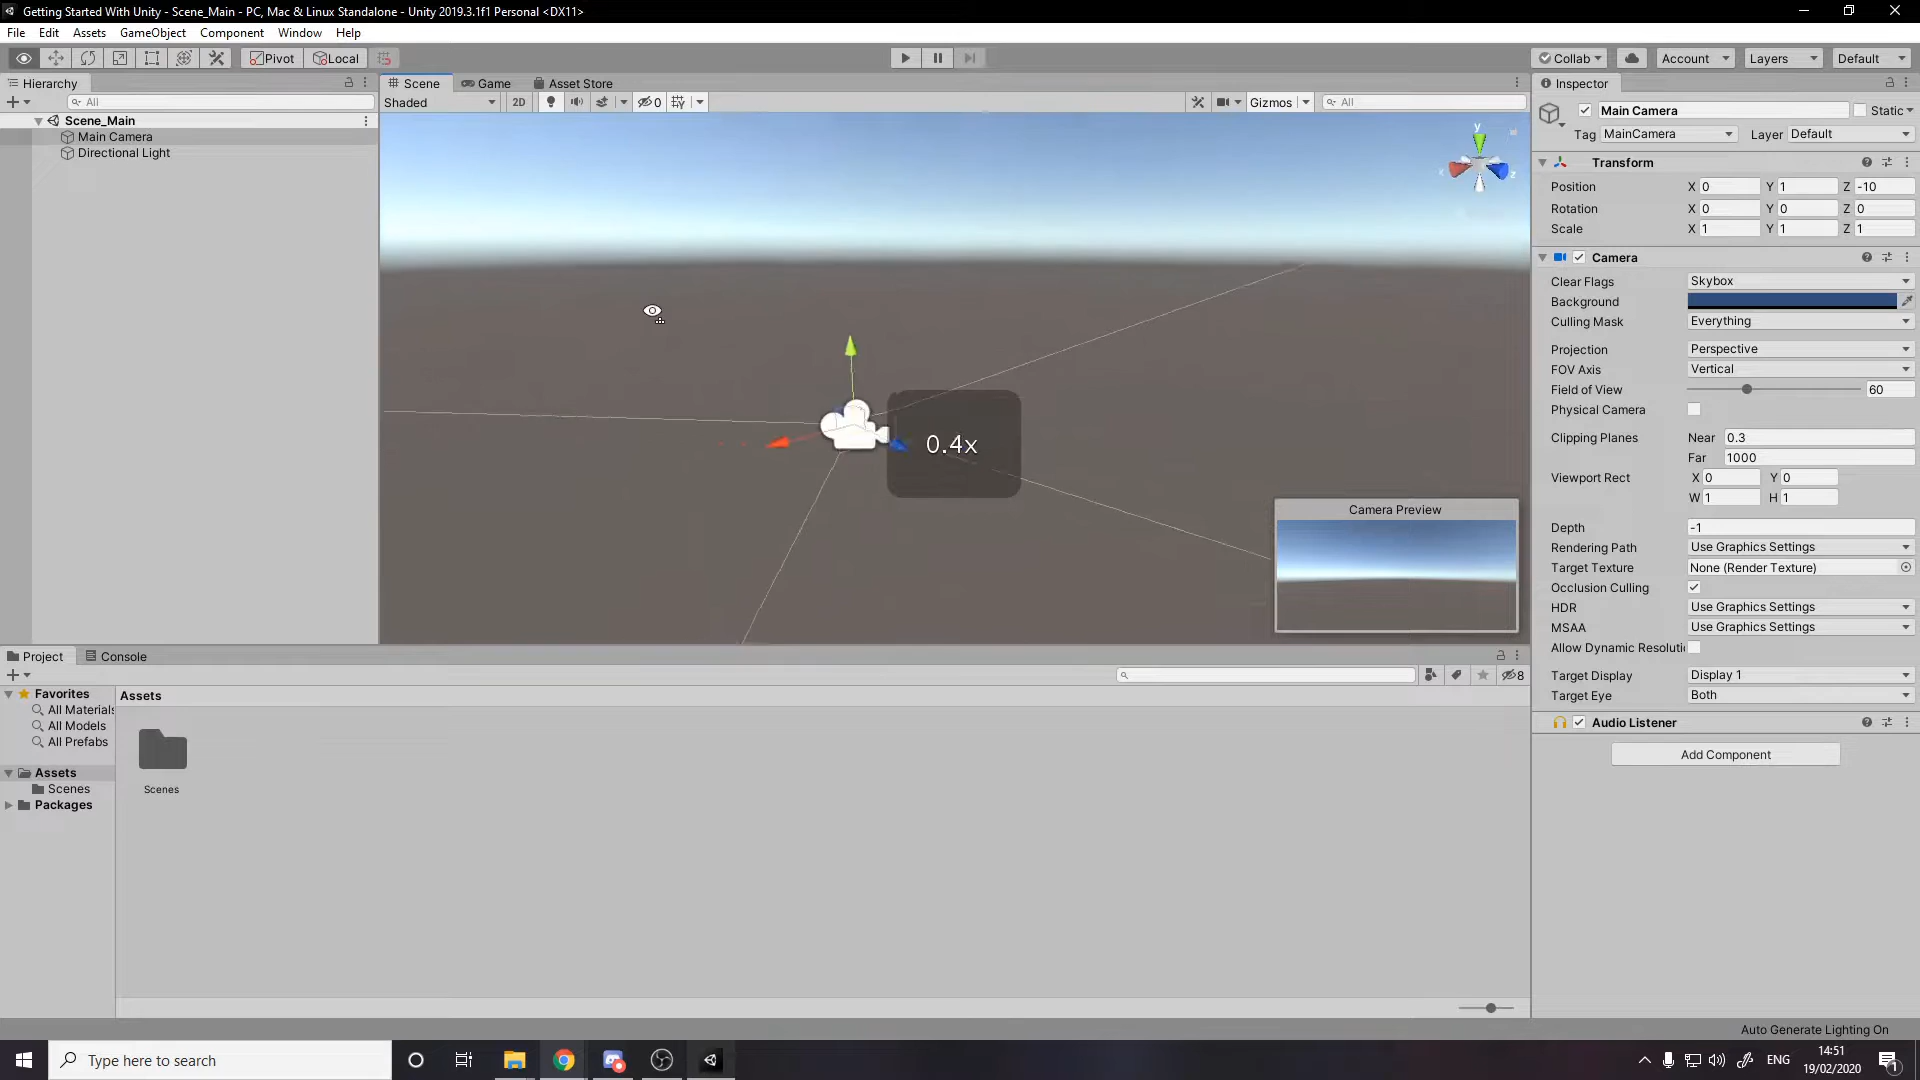 Getting Started With Unity - Scene_Main - PC, Mac & Linux Standalone - Unity 2019.3.1f1 Personal <DX11>
File Edit Assets GameObject Component Window Help
Pivot Local Collab Account Layers Default
Hierarchy
All
Scene_Main
Main Camera
Directional Light
Scene Game Asset Store
Shaded 2D 0 Gizmos All
y
z
0.4x
Camera Preview
Inspector
Main Camera Static
Tag MainCamera Layer Default
Transform
Position X 0 Y 1 Z -10
Rotation X 0 Y 0 Z 0
Scale X 1 Y 1 Z 1
Camera
Clear Flags Skybox
Background
Culling Mask Everything
Projection Perspective
FOV Axis Vertical
Field of View 60
Physical Camera
Clipping Planes Near 0.3
Far 1000
Viewport Rect X 0 Y 0
W 1 H 1
Depth -1
Rendering Path Use Graphics Settings
Target Texture None (Render Texture)
Occlusion Culling
HDR Use Graphics Settings
MSAA Use Graphics Settings
Allow Dynamic Resoluti
Target Display Display 1
Target Eye Both
Audio Listener
Add Component
Project Console
8
Favorites
All Materials
All Models
All Prefabs
Assets
Scenes
Packages
Assets
Scenes
Auto Generate Lighting On
Type here to search
ENG
14:51
19/02/2020
1